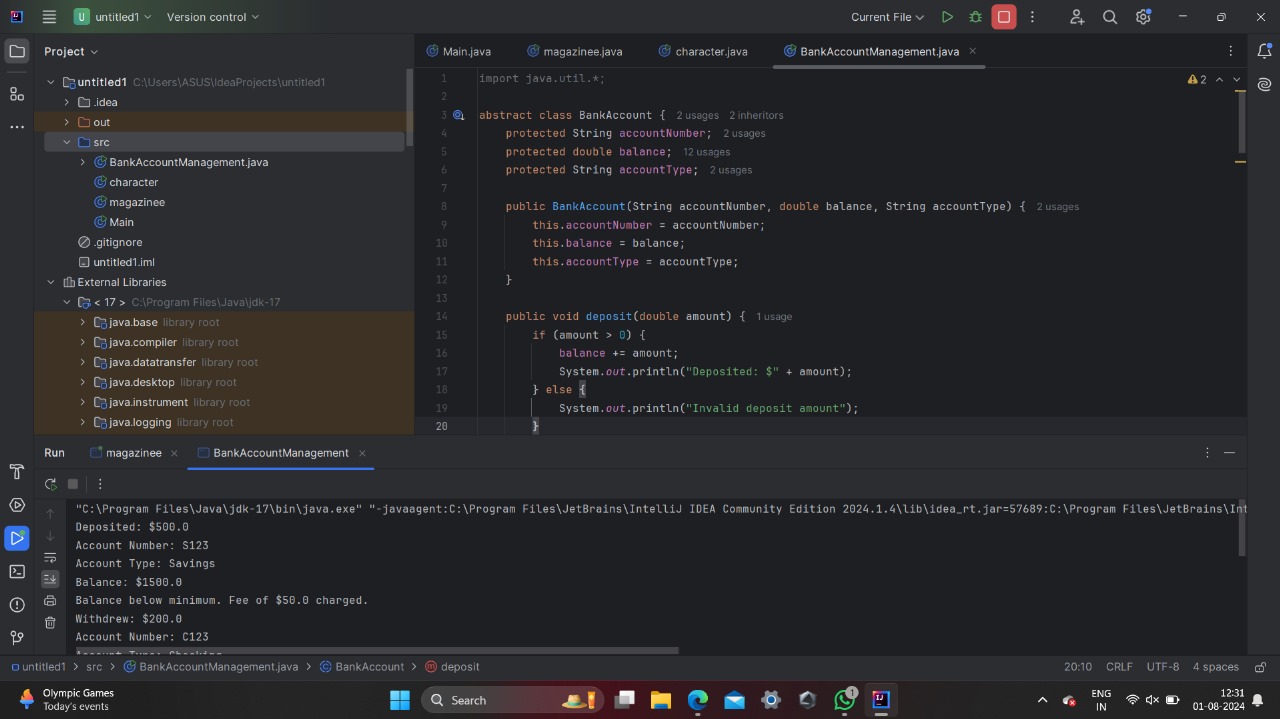 U untitled1 Version control Current File
Project
untitled1 C:\Users\ASUS\IdeaProjects\untitled1
.idea
out
src
BankAccountManagement.java
character
magazinee
Main
.gitignore
untitled1.iml
External Libraries
< 17 > C:\Program Files\Java\jdk-17
java.base library root
java.compiler library root
java.datatransfer library root
java.desktop library root
java.instrument library root
java.logging library root
Main.java magazinee.java character.java BankAccountManagement.java
2
1 import java.util.*;
2
3 abstract class BankAccount { 2 usages 2 inheritors
4 protected String accountNumber; 2 usages
5 protected double balance; 12 usages
6 protected String accountType; 2 usages
7
8 public BankAccount(String accountNumber, double balance, String accountType) { 2 usages
9 this.accountNumber = accountNumber;
10 this.balance = balance;
11 this.accountType = accountType;
12 }
13
14 public void deposit(double amount) { 1 usage
15 if (amount > 0) {
16 balance += amount;
17 System.out.println("Deposited: $" + amount);
18 } else {
19 System.out.println("Invalid deposit amount");
20 }
Run magazinee BankAccountManagement
"C:\Program Files\Java\jdk-17\bin\java.exe" "-javaagent:C:\Program Files\JetBrains\IntelliJ IDEA Community Edition 2024.1.4\lib\idea_rt.jar=57689:C:\Program Files\JetBrains\Int
Deposited: $500.0
Account Number: S123
Account Type: Savings
Balance: $1500.0
Balance below minimum. Fee of $50.0 charged.
Withdrew: $200.0
Account Number: C123
Account Type: Checking
untitled1 > src > BankAccountManagement.java > BankAccount > deposit 20:10 CRLF UTF-8 4 spaces
Olympic Games
Today's events
Search
1
ENG
IN
12:31
01-08-2024